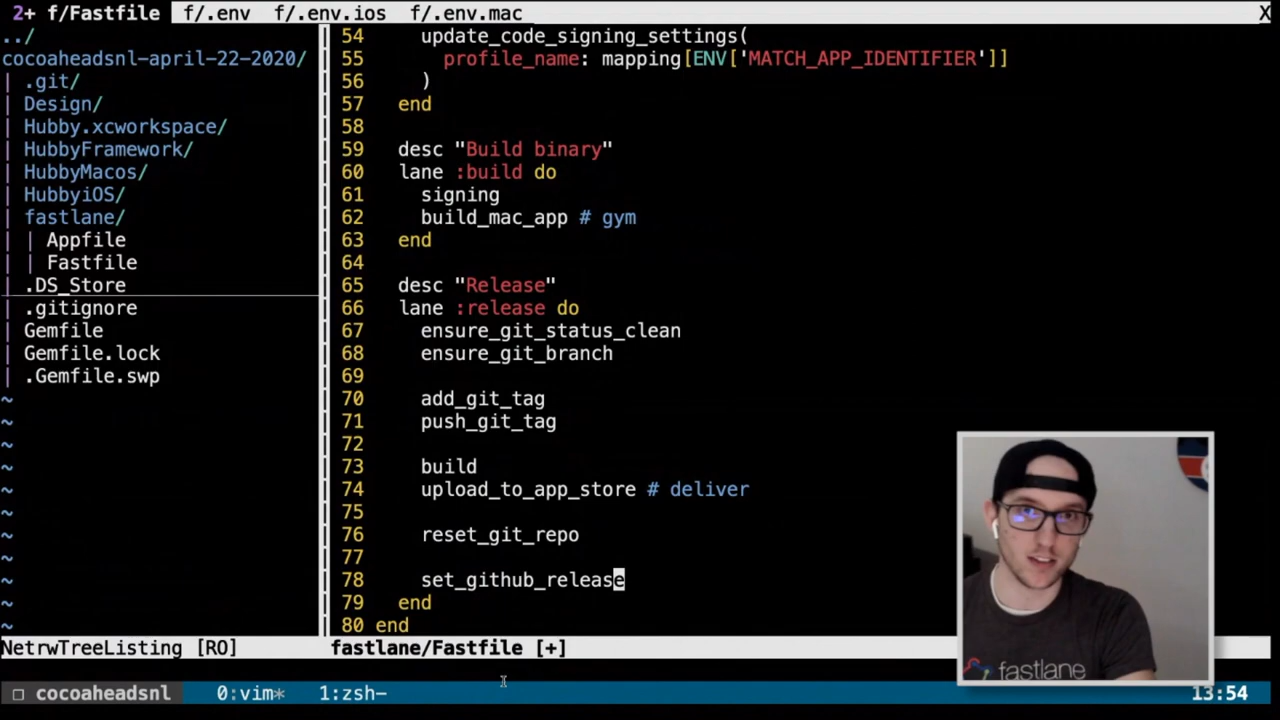 2+ f/Fastfile f/.env f/.env.ios f/.env.mac X
../
cocoaheadsnl-april-22-2020/
| .git/
| Design/
| Hubby.xcworkspace/
| HubbyFramework/
| HubbyMacos/
| HubbyiOS/
| fastlane/
| | Appfile
| | Fastfile
| .DS_Store
| .gitignore
| Gemfile
| Gemfile.lock
| .Gemfile.swp
~
~
~
~
~
~
~
~
~
~
54 update_code_signing_settings(
55 profile_name: mapping[ENV['MATCH_APP_IDENTIFIER']]
56 )
57 end
58
59 desc "Build binary"
60 lane :build do
61 signing
62 build_mac_app # gym
63 end
64
65 desc "Release"
66 lane :release do
67 ensure_git_status_clean
68 ensure_git_branch
69
70 add_git_tag
71 push_git_tag
72
73 build
74 upload_to_app_store # deliver
75
76 reset_git_repo
77
78 set_github_release
79 end
80 end
fastlane
NetrwTreeListing [RO] fastlane/Fastfile [+]
cocoaheadsnl 0:vim* 1:zsh- 13:54